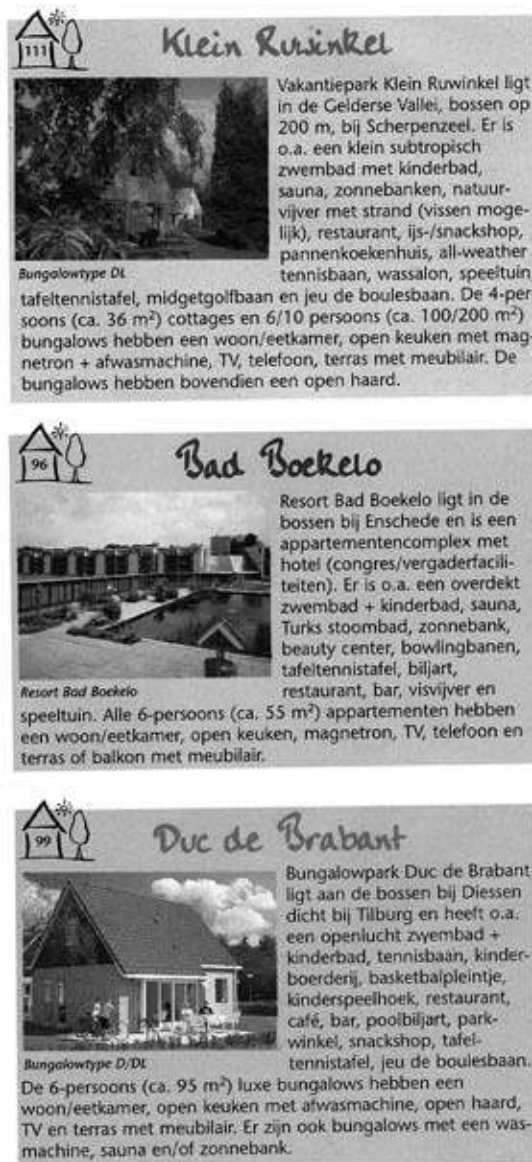 111
Klein Ruwinkel
Vakantiepark Klein Ruwinkel ligt
in de Gelderse Vallei, bossen op
200 m, bij Scherpenzeel. Er is
o.a. een klein subtropisch
zwembad met kinderbad,
sauna, zonnebanken, natuur-
vijver met strand (vissen moge-
lijk), restaurant, ijs-/snackshop,
pannenkoekenhuis, all-weather
tennisbaan, wassalon, speeltuin,
Bungalowtype DL
tafeltennistafel, midgetgolfbaan en jeu de boulesbaan. De 4-per-
soons (ca. 36 m²) cottages en 6/10 persoons (ca. 100/200 m²)
bungalows hebben een woon/eetkamer, open keuken met mag-
netron + afwasmachine, TV, telefoon, terras met meubilair. De
bungalows hebben bovendien een open haard.
96
Bad Boekelo
Resort Bad Boekelo ligt in de
bossen bij Enschede en is een
appartementencomplex met
hotel (congres/vergaderfacili-
teiten). Er is o.a. een overdekt
zwembad + kinderbad, sauna,
Turks stoombad, zonnebank,
beauty center, bowlingbanen,
tafeltennistafel, biljart,
restaurant, bar, visvijver en
Resort Bad Boekelo
speeltuin. Alle 6-persoons (ca. 55 m²) appartementen hebben
een woon/eetkamer, open keuken, magnetron, TV, telefoon en
terras of balkon met meubilair.
99
Duc de Brabant
Bungalowpark Duc de Brabant
ligt aan de bossen bij Diessen
dicht bij Tilburg en heeft o.a.
een openlucht zwembad +
kinderbad, tennisbaan, kinder-
boerderij, basketbalpleintje,
kinderspeelhoek, restaurant,
café, bar, poolbiljart, park-
winkel, snackshop, tafel-
tennistafel, jeu de boulesbaan.
Bungalowtype D/DL
De 6-persoons (ca. 95 m²) luxe bungalows hebben een
woon/eetkamer, open keuken met afwasmachine, open haard,
TV en terras met meubilair. Er zijn ook bungalows met een was-
machine, sauna en/of zonnebank.